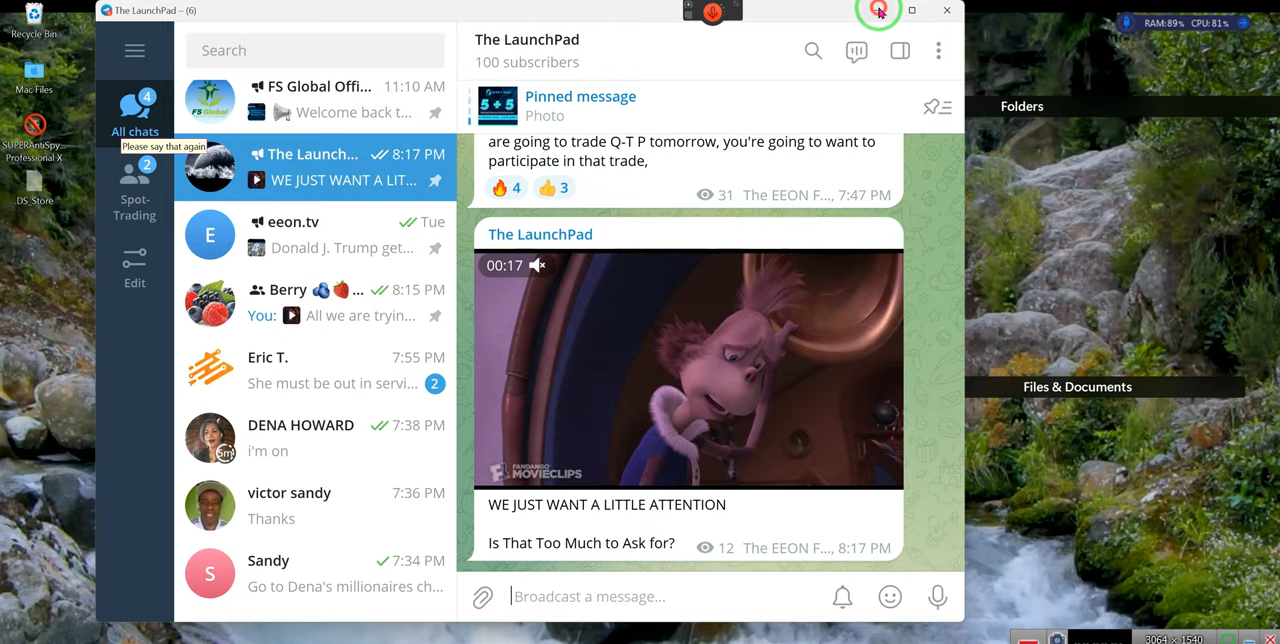 Recycle Bin
Mac Files
SUPERAntiSpy...
Professional X
.DS_Store
The LaunchPad – (6)
RAM:89% CPU:81%
Folders
Files & Documents
3064 × 1540
4
All chats
Please say that again
2
Spot-
Trading
Edit
Search
FS Global Offi... 11:10 AM
Welcome back t...
The Launch... 8:17 PM
WE JUST WANT A LIT...
E
eeon.tv Tue
Donald J. Trump get...
Berry ... 8:15 PM
You: All we are tryin...
Eric T. 7:55 PM
She must be out in servi... 2
DENA HOWARD 7:38 PM
5m
i'm on
victor sandy 7:36 PM
Thanks
S
Sandy 7:34 PM
Go to Dena's millionaires ch...
The LaunchPad
100 subscribers
5+5
Pinned message
Photo
are going to trade Q-T P tomorrow, you're going to want to
participate in that trade,
4 3 31 The EEON F..., 7:47 PM
The LaunchPad
00:17
FANDANGO
MOVIECLIPS
WE JUST WANT A LITTLE ATTENTION
Is That Too Much to Ask for? 12 The EEON F..., 8:17 PM
Broadcast a message...